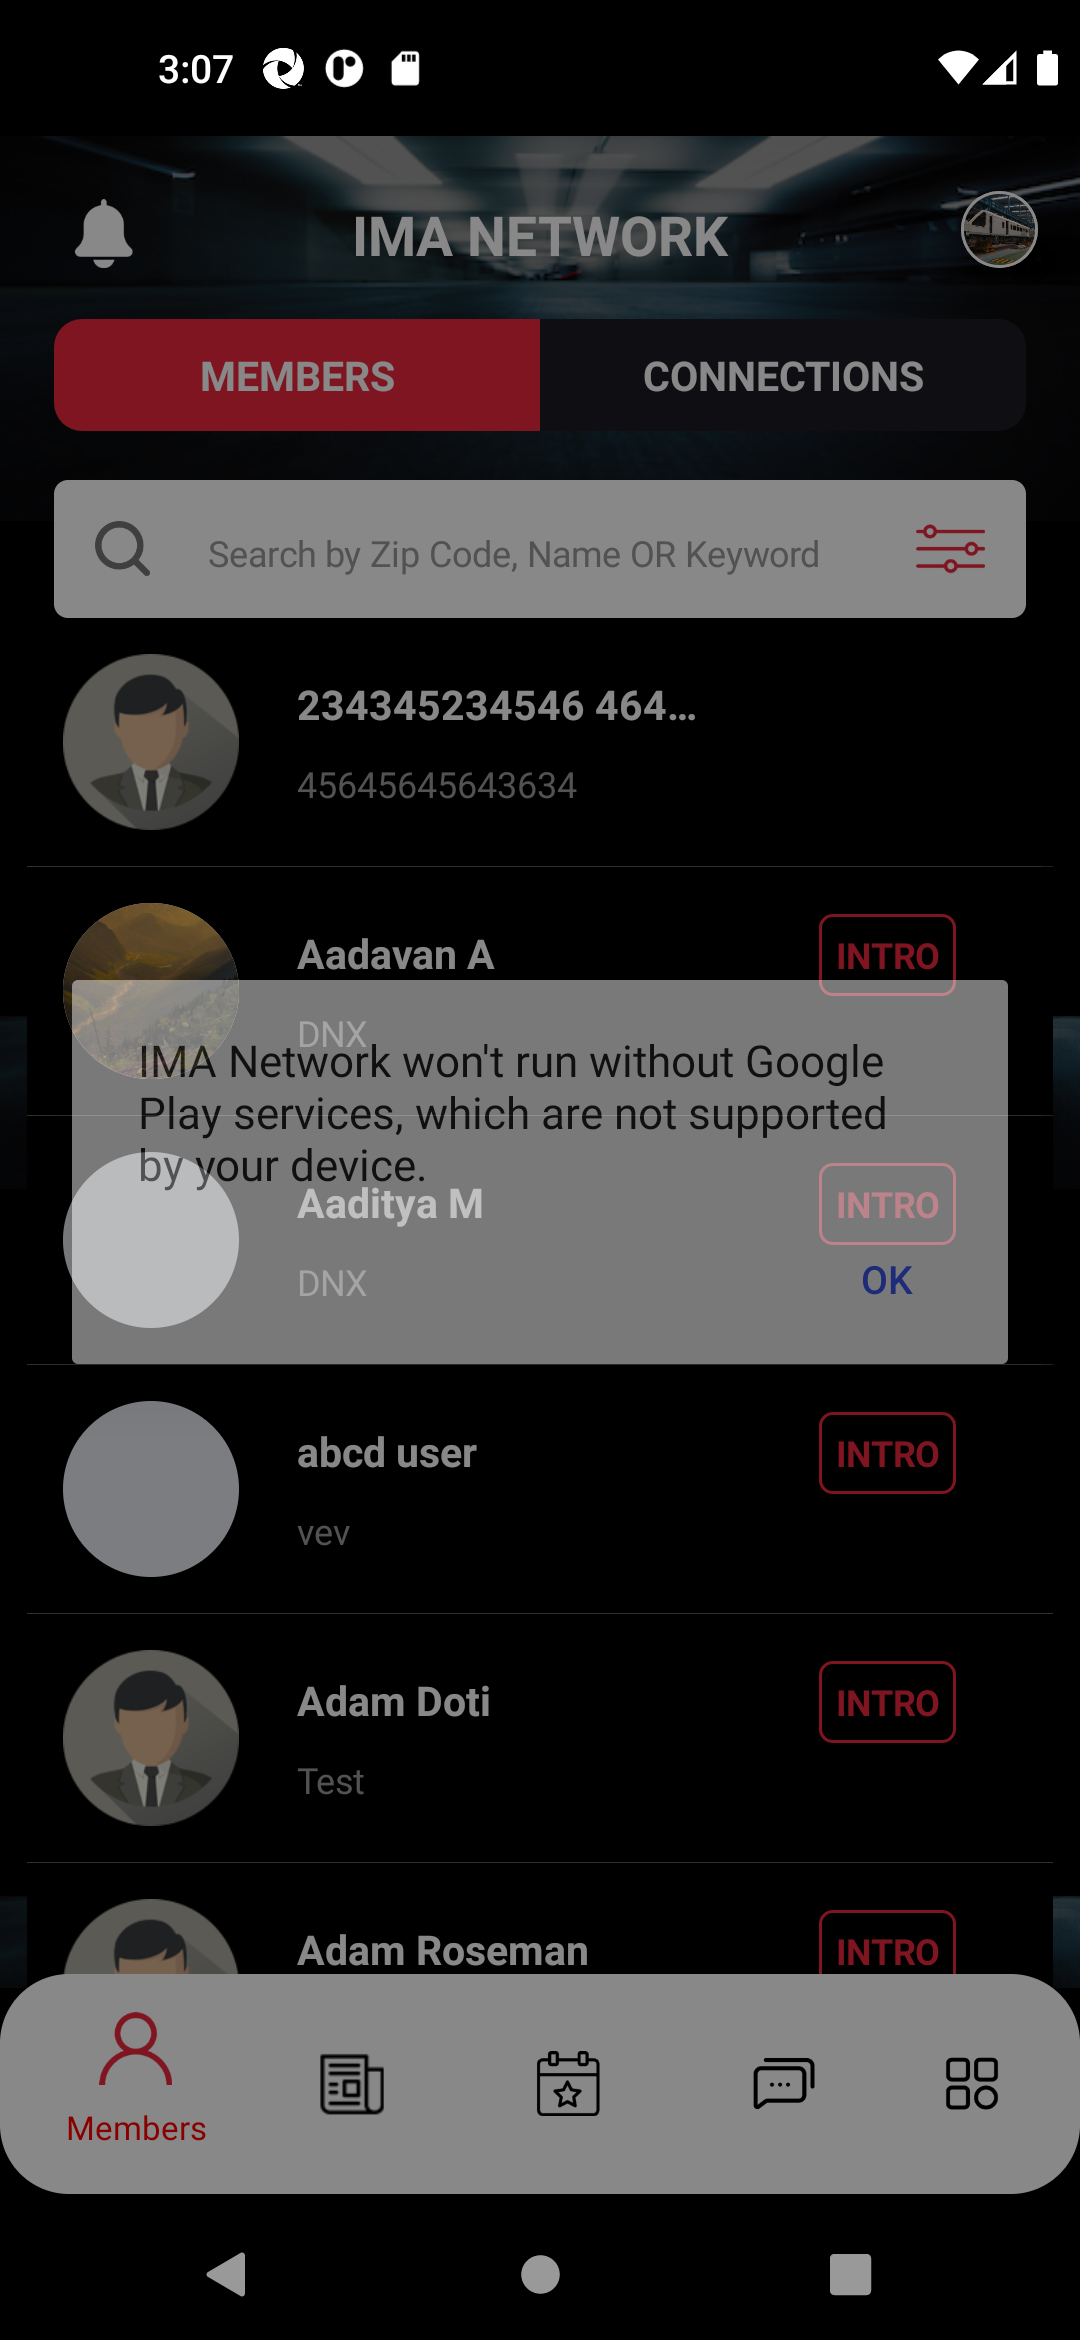 3:07
IMA NETWORK
MEMBERS
CONNECTIONS
Search by Zip Code, Name OR Keyword
234345234546 464...
45645645643634
Aadavan A
INTRO
DNX
IMA Network won't run without Google
Play services, which are not supported
by your device.
Aaditya M
INTRO
DNX
OK
abcd user
INTRO
vev
Adam Doti
INTRO
Test
Adam Roseman
INTRO
Members